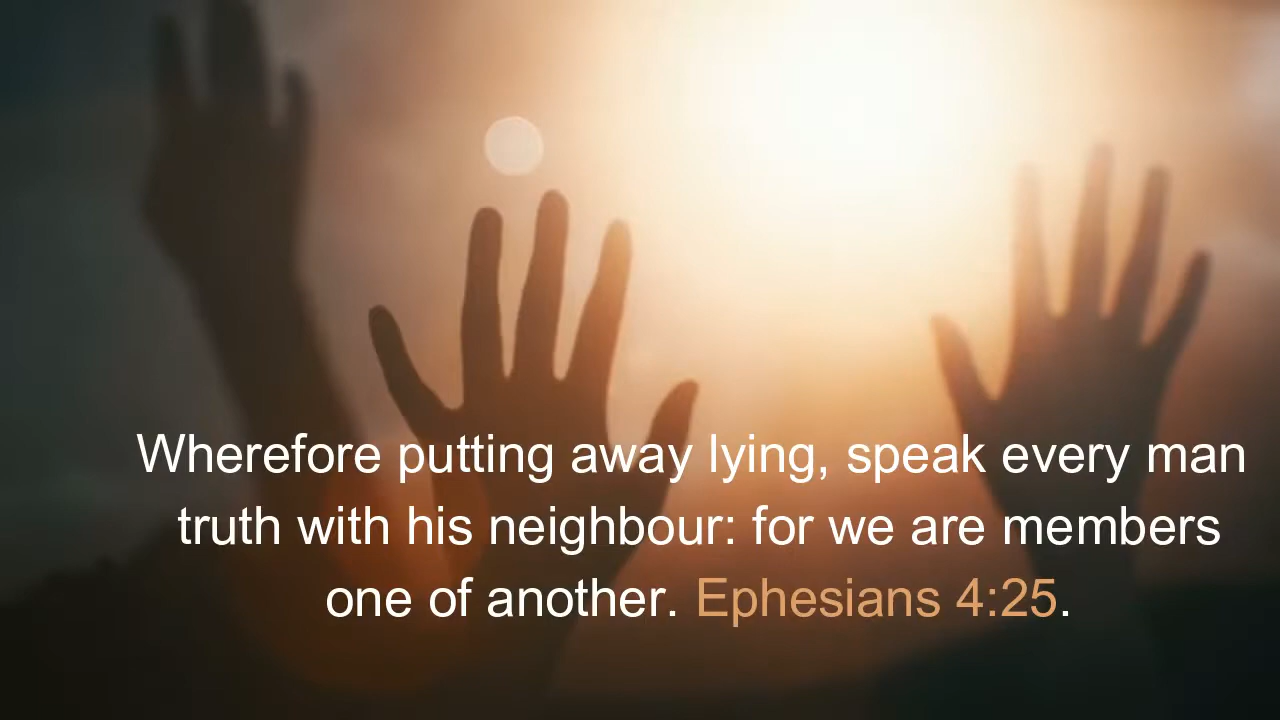 Wherefore putting away lying, speak every man
truth with his neighbour: for we are members
one of another. Ephesians 4:25.